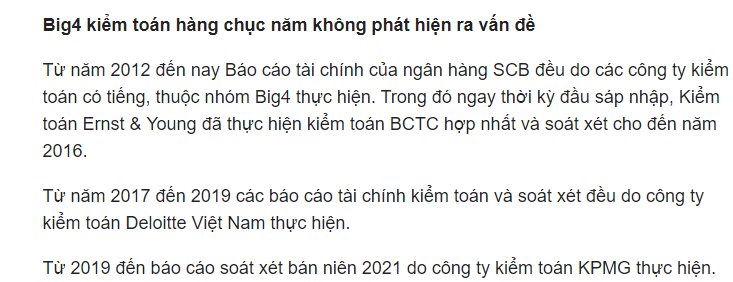 Big4 kiểm toán hàng chục năm không phát hiện ra vấn đề
Từ năm 2012 đến nay Báo cáo tài chính của ngân hàng SCB đều do các công ty kiểm
toán có tiếng, thuộc nhóm Big4 thực hiện. Trong đó ngay thời kỳ đầu sáp nhập, Kiểm
toán Ernst & Young đã thực hiện kiểm toán BCTC hợp nhất và soát xét cho đến năm
2016.
Từ năm 2017 đến 2019 các báo cáo tài chính kiểm toán và soát xét đều do công ty
kiểm toán Deloitte Việt Nam thực hiện.
Từ 2019 đến báo cáo soát xét bán niên 2021 do công ty kiểm toán KPMG thực hiện.